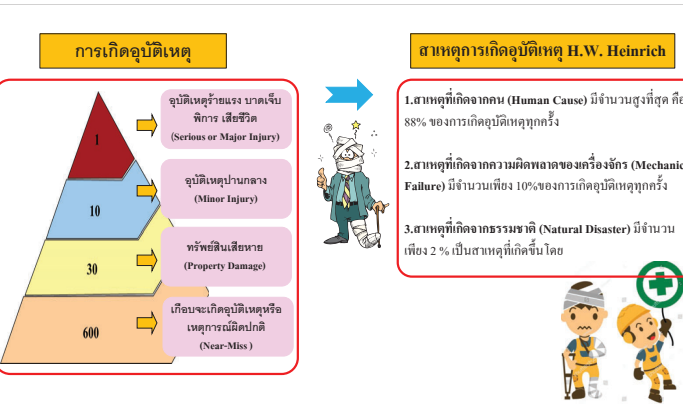 การเกิดอุบัติเหตุ
1
อุบัติเหตุร้ายแรง บาดเจ็บ
พิการ เสียชีวิต
(Serious or Major Injury)
10
อุบัติเหตุปานกลาง
(Minor Injury)
30
ทรัพย์สินเสียหาย
(Property Damage)
600
เกือบจะเกิดอุบัติเหตุหรือ
เหตุการณ์ผิดปกติ
(Near-Miss )
สาเหตุการเกิดอุบัติเหตุ H.W. Heinrich
1.สาเหตุที่เกิดจากคน (Human Cause) มีจำนวนสูงที่สุด คือ
88% ของการเกิดอุบัติเหตุทุกครั้ง
2.สาเหตุที่เกิดจากความผิดพลาดของเครื่องจักร (Mechanic
Failure) มีจำนวนเพียง 10%ของการเกิดอุบัติเหตุทุกครั้ง
3.สาเหตุที่เกิดจากธรรมชาติ (Natural Disaster) มีจำนวน
เพียง 2 % เป็นสาเหตุที่เกิดขึ้นโดย